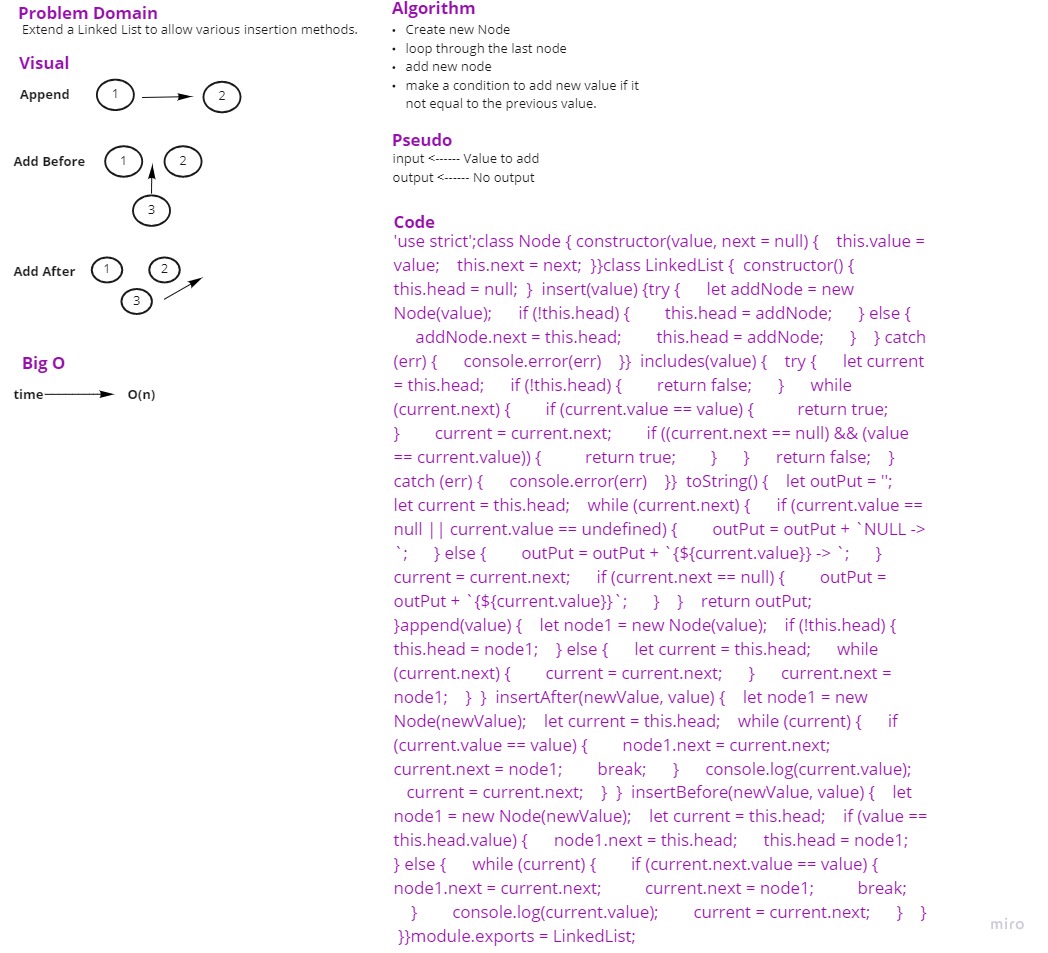 Problem Domain
Extend a Linked List to allow various insertion methods.
Visual
Append
1
2
Add Before
1
2
3
Add After
1
2
3
Big O
time
O(n)
Algorithm
• Create new Node
• loop through the last node
• add new node
• make a condition to add new value if it
not equal to the previous value.
Pseudo
input <------ Value to add
output <------ No output
Code
'use strict';class Node { constructor(value, next = null) {    this.value =
value;    this.next = next;  }}class LinkedList {  constructor() {
this.head = null;  }  insert(value) {try {      let addNode = new
Node(value);      if (!this.head) {        this.head = addNode;      } else {
addNode.next = this.head;        this.head = addNode;      }    } catch
(err) {      console.error(err)    }}  includes(value) {    try {      let current
= this.head;      if (!this.head) {        return false;      }      while
(current.next) {        if (current.value == value) {          return true;
}        current = current.next;        if ((current.next == null) && (value
== current.value)) {          return true;        }      }      return false;    }
catch (err) {      console.error(err)    }}  toString() {    let outPut = '';
let current = this.head;    while (current.next) {      if (current.value ==
null || current.value == undefined) {        outPut = outPut + `NULL ->
`;      } else {        outPut = outPut + `{${current.value}} -> `;      }
current = current.next;      if (current.next == null) {        outPut =
outPut + `{${current.value}}`;      }    }    return outPut;
}append(value) {    let node1 = new Node(value);    if (!this.head) {
this.head = node1;    } else {      let current = this.head;      while
(current.next) {        current = current.next;      }      current.next =
node1;    }  }  insertAfter(newValue, value) {    let node1 = new
Node(newValue);    let current = this.head;    while (current) {      if
(current.value == value) {        node1.next = current.next;
current.next = node1;        break;      }      console.log(current.value);
current = current.next;    }  }  insertBefore(newValue, value) {    let
node1 = new Node(newValue);    let current = this.head;    if (value ==
this.head.value) {      node1.next = this.head;      this.head = node1;
} else {      while (current) {        if (current.next.value == value) {
node1.next = current.next;          current.next = node1;          break;
}        console.log(current.value);        current = current.next;      }    }
}}module.exports = LinkedList;
miro